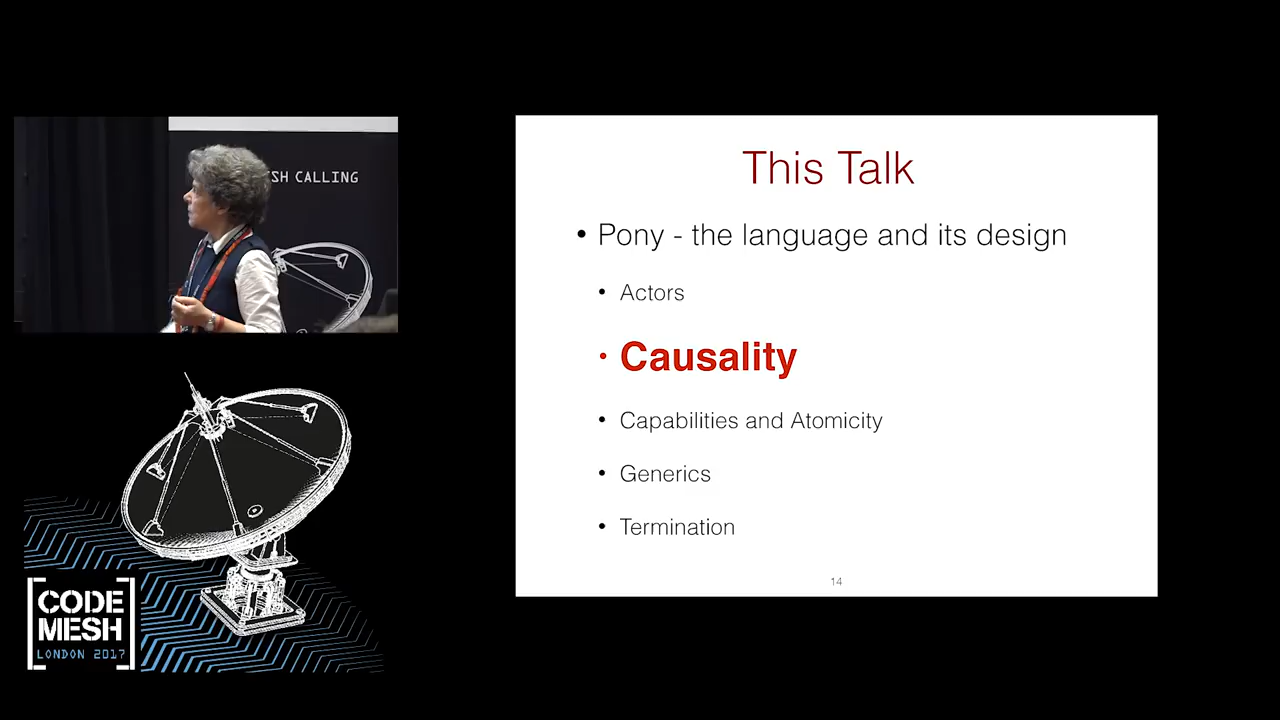 SH CALLING
This Talk
• Pony - the language and its design
• Actors
• Causality
• Capabilities and Atomicity
• Generics
• Termination
14
CODE
MESH
LONDON 2017